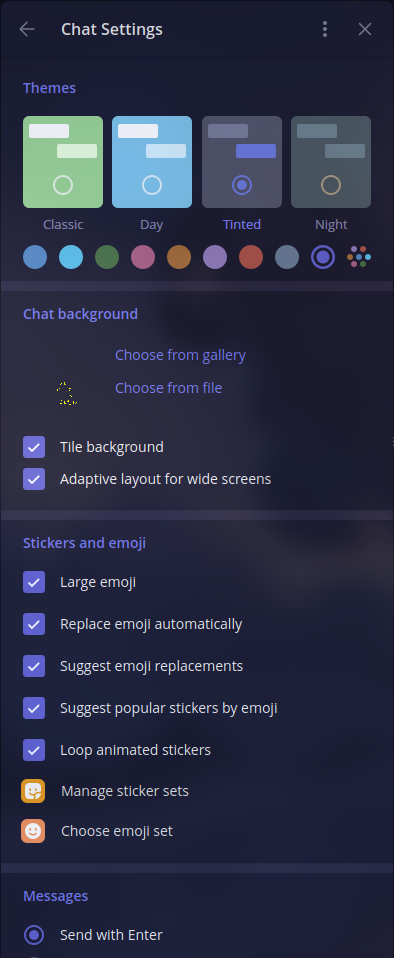 Chat Settings
Themes
Classic
Day
Tinted
Night
Chat background
Choose from gallery
Choose from file
Tile background
Adaptive layout for wide screens
Stickers and emoji
Large emoji
Replace emoji automatically
Suggest emoji replacements
Suggest popular stickers by emoji
Loop animated stickers
Manage sticker sets
Choose emoji set
Messages
Send with Enter